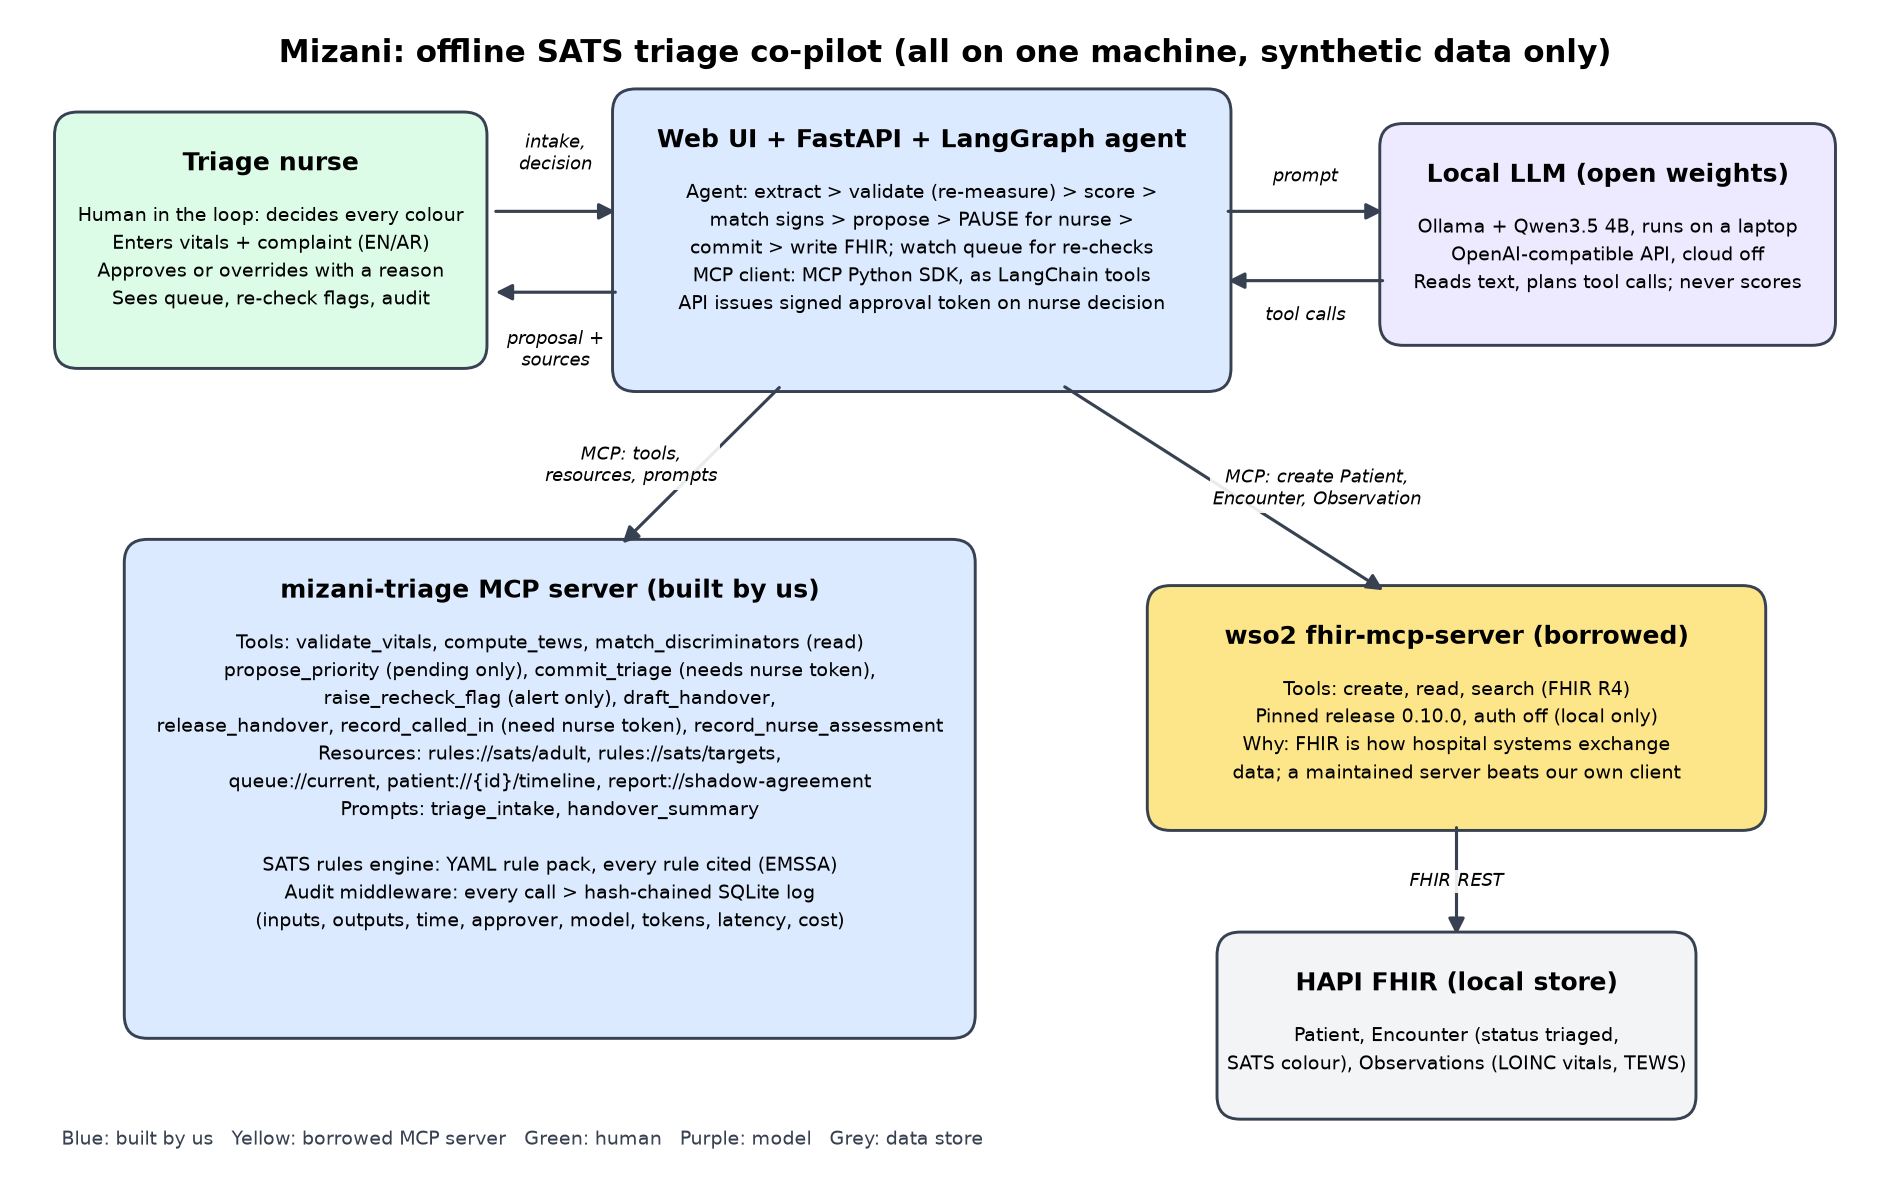 Mizani: offline SATS triage co-pilot (all on one machine, synthetic data only)
Triage nurse
Human in the loop: decides every colour
Enters vitals + complaint (EN/AR)
Approves or overrides with a reason
Sees queue, re-check flags, audit
intake,
decision
proposal +
sources
Web UI + FastAPI + LangGraph agent
Agent: extract > validate (re-measure) > score >
match signs > propose > PAUSE for nurse >
commit > write FHIR; watch queue for re-checks
MCP client: MCP Python SDK, as LangChain tools
API issues signed approval token on nurse decision
prompt
tool calls
Local LLM (open weights)
Ollama + Qwen3.5 4B, runs on a laptop
OpenAI-compatible API, cloud off
Reads text, plans tool calls; never scores
MCP: tools,
resources, prompts
MCP: create Patient,
Encounter, Observation
mizani-triage MCP server (built by us)
Tools: validate_vitals, compute_tews, match_discriminators (read)
propose_priority (pending only), commit_triage (needs nurse token),
raise_recheck_flag (alert only), draft_handover,
release_handover, record_called_in (need nurse token), record_nurse_assessment
Resources: rules://sats/adult, rules://sats/targets,
queue://current, patient://{id}/timeline, report://shadow-agreement
Prompts: triage_intake, handover_summary
SATS rules engine: YAML rule pack, every rule cited (EMSSA)
Audit middleware: every call > hash-chained SQLite log
(inputs, outputs, time, approver, model, tokens, latency, cost)
wso2 fhir-mcp-server (borrowed)
Tools: create, read, search (FHIR R4)
Pinned release 0.10.0, auth off (local only)
Why: FHIR is how hospital systems exchange
data; a maintained server beats our own client
FHIR REST
HAPI FHIR (local store)
Patient, Encounter (status triaged,
SATS colour), Observations (LOINC vitals, TEWS)
Blue: built by us   Yellow: borrowed MCP server   Green: human   Purple: model   Grey: data store